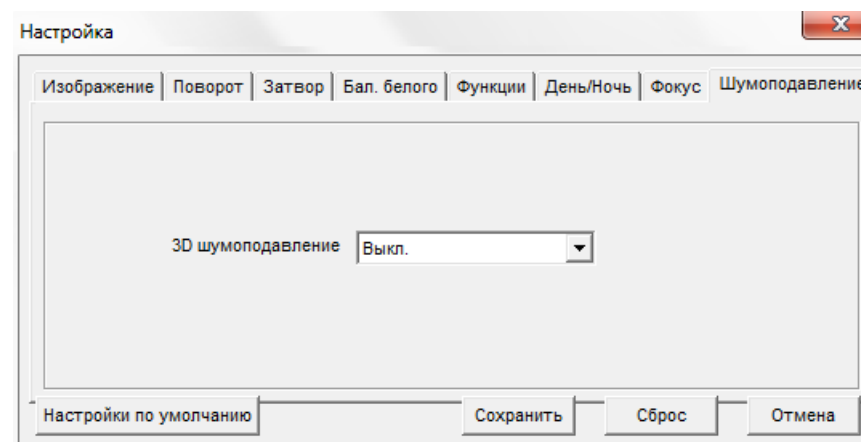 Настройка
Изображение Поворот Затвор Бал. белого Функции День/Ночь Фокус Шумоподавление
3D шумоподавление Выкл.
Настройки по умолчанию Сохранить Сброс Отмена